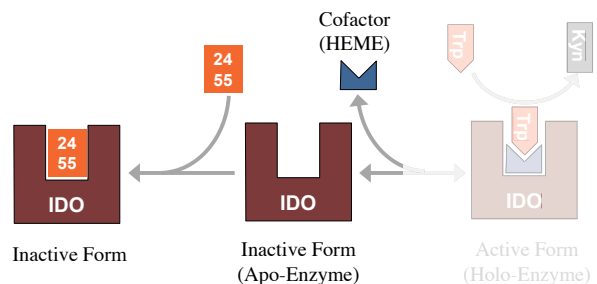 Cofactor
(HEME)
Trp
Kyn
24
55
24
55
Trp
IDO
IDO
IDO
Inactive Form
Inactive Form
(Apo-Enzyme)
Active Form
(Holo-Enzyme)